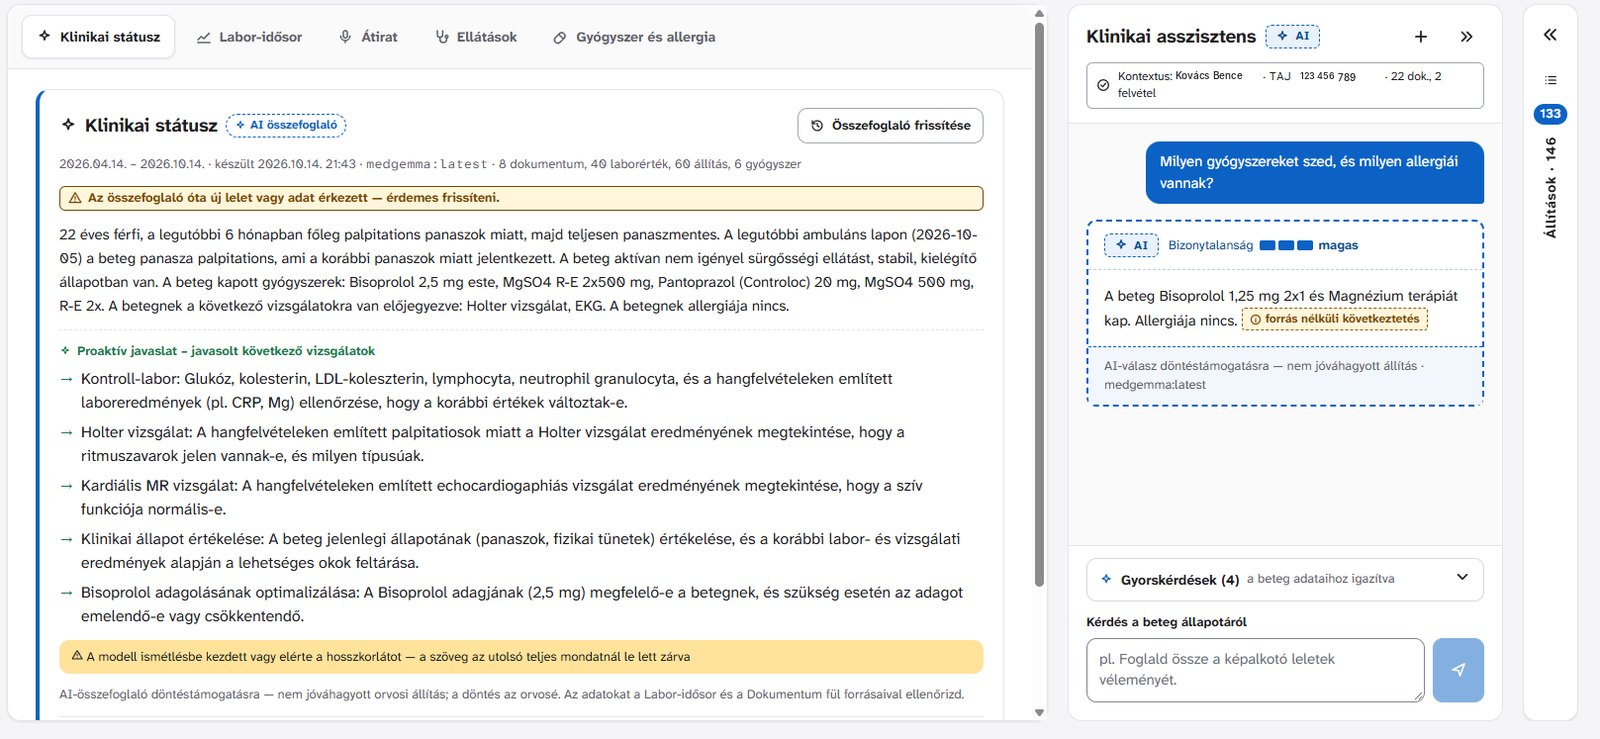 Klinikai státusz
Labor-idősor
Átirat
Ellátások
Gyógyszer és allergia
Klinikai státusz
AI összefoglaló
Összefoglaló frissítése
2026.04.14. – 2026.10.14. · készült 2026.10.14. 21:43 · medgemma:latest · 8 dokumentum, 40 laborérték, 60 állítás, 6 gyógyszer
Az összefoglaló óta új lelet vagy adat érkezett — érdemes frissíteni.
22 éves férfi, a legutóbbi 6 hónapban főleg palpitations panaszok miatt, majd teljesen panaszmentes. A legutóbbi ambuláns lapon (2026-10-
05) a beteg panasza palpitations, ami a korábbi panaszok miatt jelentkezett. A beteg aktívan nem igényel sürgősségi ellátást, stabil, kielégítő
állapotban van. A beteg kapott gyógyszerek: Bisoprolol 2,5 mg este, MgSO4 R-E 2x500 mg, Pantoprazol (Controloc) 20 mg, MgSO4 500 mg,
R-E 2x. A betegnek a következő vizsgálatokra van előjegyezve: Holter vizsgálat, EKG. A betegnek allergiája nincs.
Proaktív javaslat – javasolt következő vizsgálatok
→ Kontroll-labor: Glukóz, kolesterin, LDL-koleszterin, lymphocyta, neutrophil granulocyta, és a hangfelvételeken említett
laboreredmények (pl. CRP, Mg) ellenőrzése, hogy a korábbi értékek változtak-e.
→ Holter vizsgálat: A hangfelvételeken említett palpitatiosok miatt a Holter vizsgálat eredményének megtekintése, hogy a
ritmuszavarok jelen vannak-e, és milyen típusúak.
→ Kardiális MR vizsgálat: A hangfelvételeken említett echocardiogaphiás vizsgálat eredményének megtekintése, hogy a szív
funkciója normális-e.
→ Klinikai állapot értékelése: A beteg jelenlegi állapotának (panaszok, fizikai tünetek) értékelése, és a korábbi labor- és vizsgálati
eredmények alapján a lehetséges okok feltárása.
→ Bisoprolol adagolásának optimalizálása: A Bisoprolol adagjának (2,5 mg) megfelelő-e a betegnek, és szükség esetén az adagot
emelendő-e vagy csökkentendő.
A modell ismétlésbe kezdett vagy elérte a hosszkorlátot — a szöveg az utolsó teljes mondatnál le lett zárva
AI-összefoglaló döntéstámogatásra — nem jóváhagyott orvosi állítás; a döntés az orvosé. Az adatokat a Labor-idősor és a Dokumentum fül forrásaival ellenőrizd.
Klinikai asszisztens
AI
Kontextus: Kovács Bence · TAJ 123 456 789 · 22 dok., 2
felvétel
Milyen gyógyszereket szed, és milyen allergiái
vannak?
AI Bizonytalanság magas
A beteg Bisoprolol 1,25 mg 2x1 és Magnézium terápiát
kap. Allergiája nincs. forrás nélküli következtetés
AI-válasz döntéstámogatásra — nem jóváhagyott állítás ·
medgemma:latest
Gyorskérdések (4) a beteg adataihoz igazítva
Kérdés a beteg állapotáról
pl. Foglald össze a képalkotó leletek
véleményét.
133
Állítások · 146